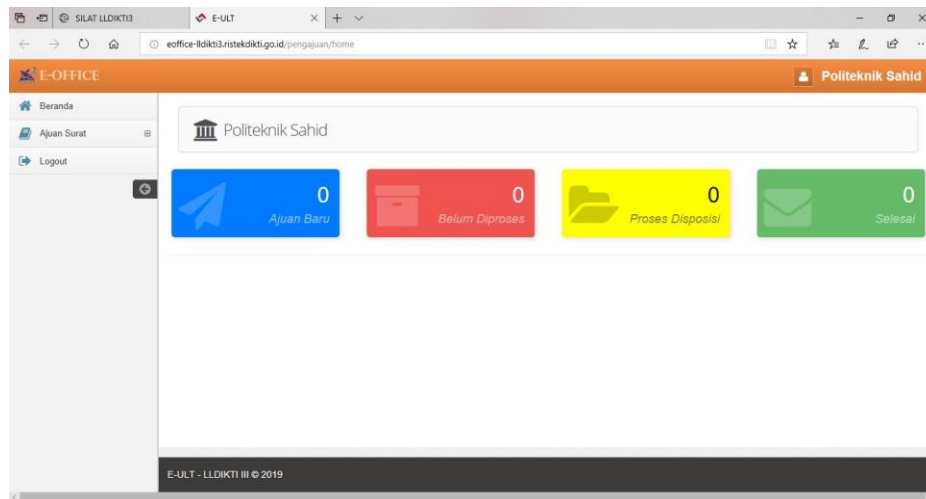 SILAT LLDIKTI3
E-ULT
eoffice-lldikti3.ristekdikti.go.id/pengajuan/home
E-OFFICE
Politeknik Sahid
Beranda
Ajuan Surat
Logout
Politeknik Sahid
0
Ajuan Baru
0
Belum Diproses
0
Proses Disposisi
0
Selesai
E-ULT - LLDIKTI III © 2019